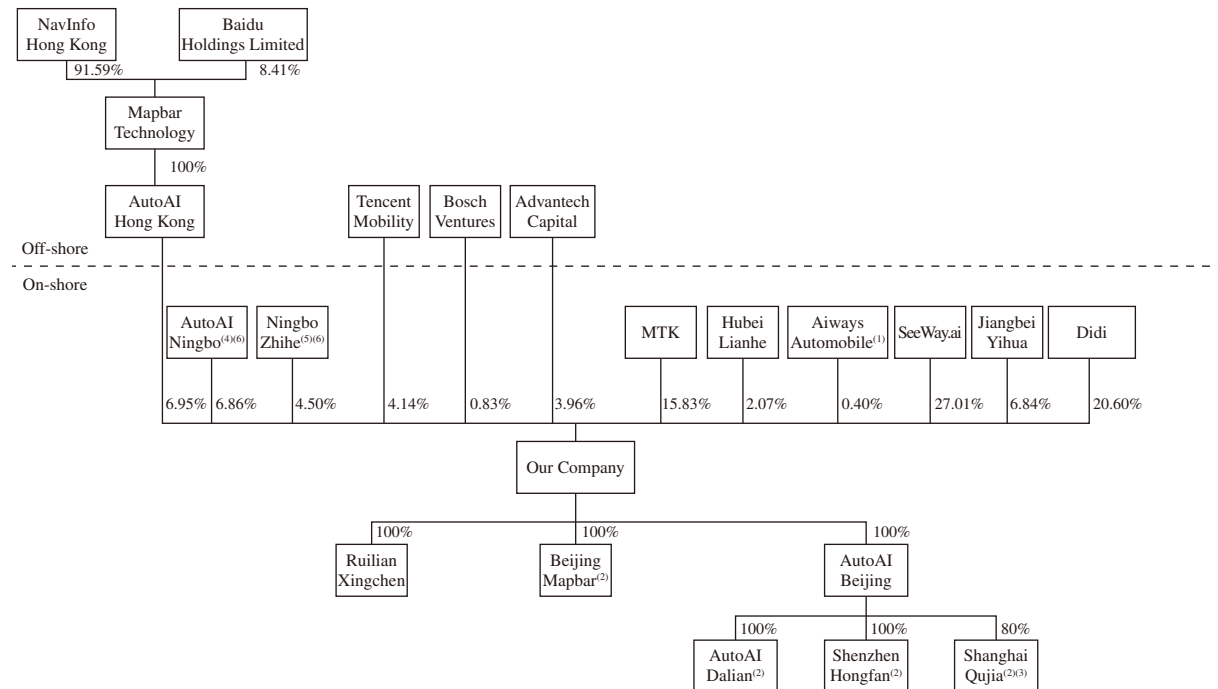 NavInfo
Hong Kong
Baidu
Holdings Limited
91.59%
8.41%
Mapbar
Technology
100%
AutoAI
Hong Kong
Tencent
Mobility
Bosch
Ventures
Advantech
Capital
Off-shore
On-shore
AutoAI
Ningbo(4)(6)
Ningbo
Zhihe(5)(6)
MTK
Hubei
Lianhe
Aiways
Automobile(1)
SeeWay.ai
Jiangbei
Yihua
Didi
6.95%
6.86%
4.50%
4.14%
0.83%
3.96%
15.83%
2.07%
0.40%
27.01%
6.84%
20.60%
Our Company
100%
100%
100%
Ruilian
Xingchen
Beijing
Mapbar(2)
AutoAI
Beijing
100%
100%
80%
AutoAI
Dalian(2)
Shenzhen
Hongfan(2)
Shanghai
Qujia(2)(3)